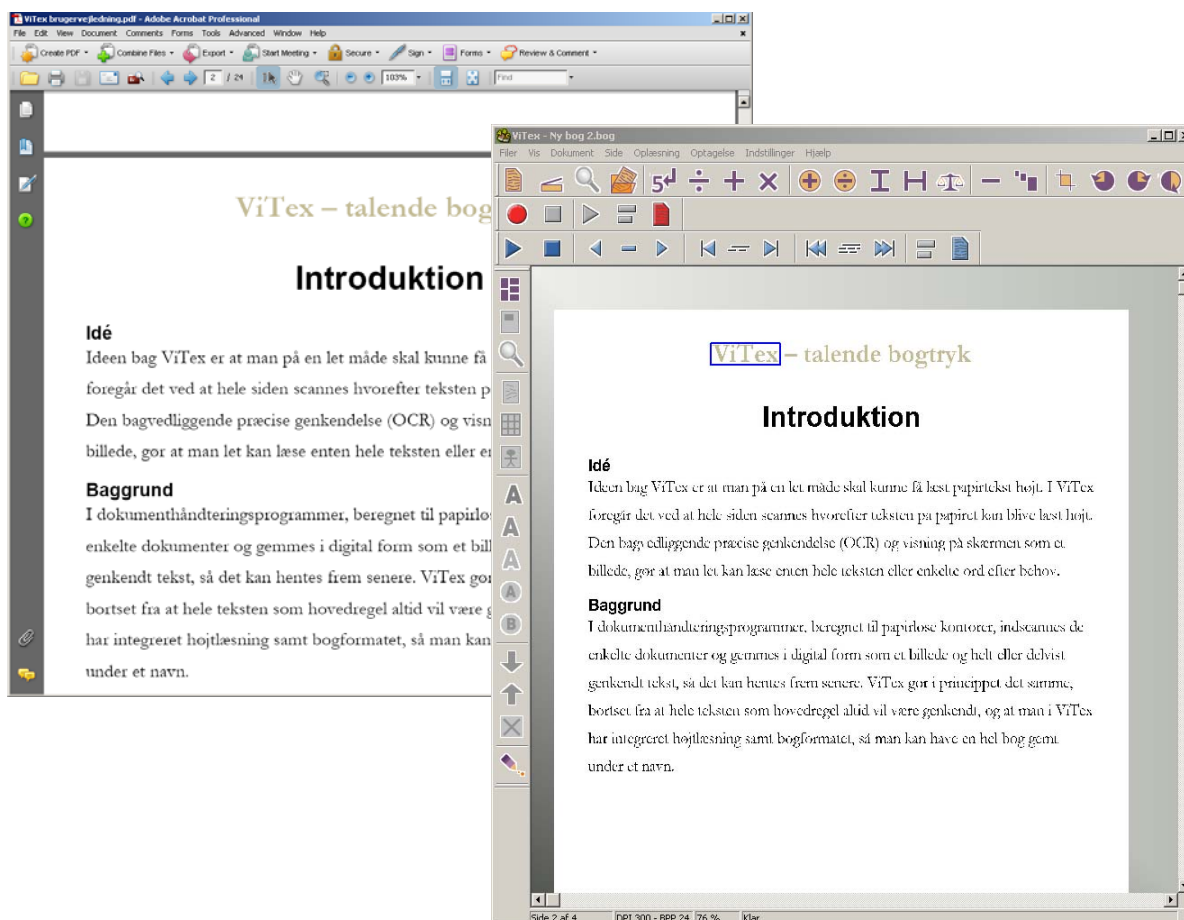 ViTex brugervejledning.pdf - Adobe Acrobat Professional
File Edit View Document Comments Forms Tools Advanced Window Help
Create PDF Combine Files Export Start Meeting Secure Sign Forms Review & Comment
2 / 24 103% Find
ViTex – talende bog
Introduktion
Idé
Ideen bag ViTex er at man på en let måde skal kunne få
foregår det ved at hele siden scannes hvorefter teksten p
Den bagvedliggende præcise genkendelse (OCR) og visn
billede, gør at man let kan læse enten hele teksten eller en
Baggrund
I dokumenthåndteringsprogrammer, beregnet til papirlø
enkelte dokumenter og gemmes i digital form som et bil
genkendt tekst, så det kan hentes frem senere. ViTex gør
bortset fra at hele teksten som hovedregel altid vil være g
har integreret højtlæsning samt bogformatet, så man kan
under et navn.
ViTex - Ny bog 2.bog
Filer Vis Dokument Side Oplæsning Optagelse Indstillinger Hjælp
ViTex – talende bogtryk
Introduktion
Idé
Ideen bag ViTex er at man på en let måde skal kunne få læst papirtekst højt. I ViTex
foregår det ved at hele siden scannes hvorefter teksten på papiret kan blive læst højt.
Den bagvedliggende præcise genkendelse (OCR) og visning på skærmen som et
billede, gør at man let kan læse enten hele teksten eller enkelte ord efter behov.
Baggrund
I dokumenthåndteringsprogrammer, beregnet til papirløse kontorer, indscannes de
enkelte dokumenter og gemmes i digital form som et billede og helt eller delvist
genkendt tekst, så det kan hentes frem senere. ViTex gør i princippet det samme,
bortset fra at hele teksten som hovedregel altid vil være genkendt, og at man i ViTex
har integreret højtlæsning samt bogformatet, så man kan have en hel bog gemt
under et navn.
Side 2 af 4 DPI 300 - BPP 24 76 % Klar